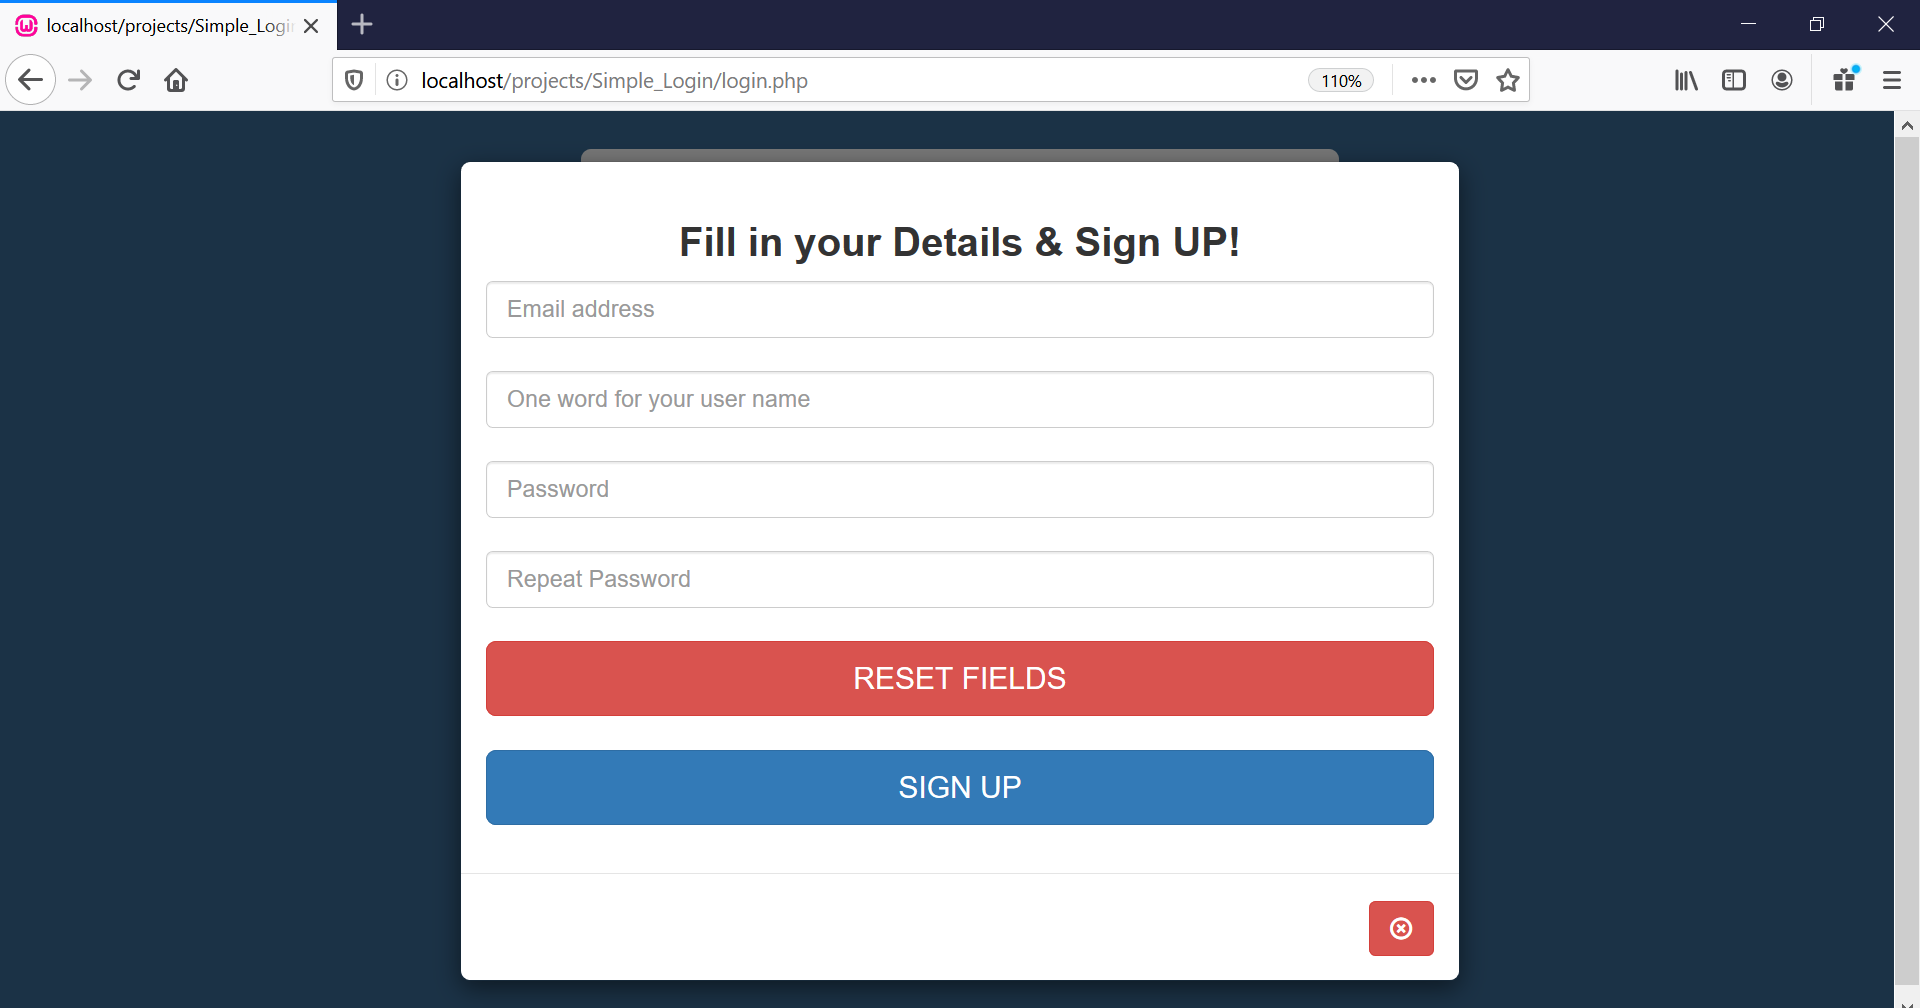 localhost/projects/Simple_Logi
localhost/projects/Simple_Login/login.php
110%
Fill in your Details & Sign UP!
Email address
One word for your user name
Password
Repeat Password
RESET FIELDS
SIGN UP